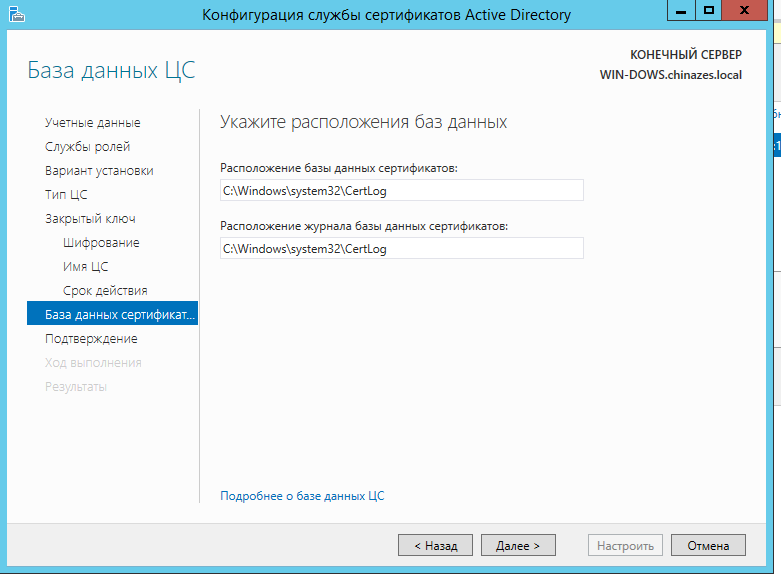 Конфигурация службы сертификатов Active Directory
База данных ЦС
КОНЕЧНЫЙ СЕРВЕР
WIN-DOWS.chinazes.local
Учетные данные
Службы ролей
Вариант установки
Тип ЦС
Закрытый ключ
Шифрование
Имя ЦС
Срок действия
База данных сертификат...
Подтверждение
Ход выполнения
Результаты
Укажите расположения баз данных
Расположение базы данных сертификатов:
C:\Windows\system32\CertLog
Расположение журнала базы данных сертификатов:
C:\Windows\system32\CertLog
Подробнее о базе данных ЦС
< Назад
Далее >
Настроить
Отмена